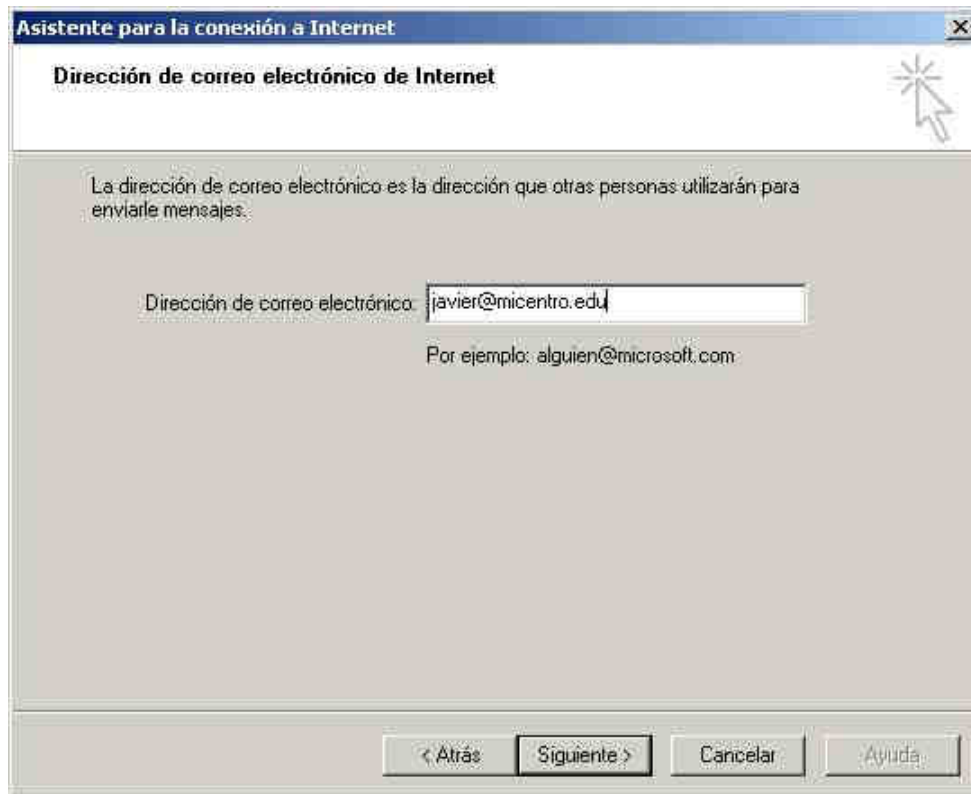 Asistente para la conexión a Internet
Dirección de correo electrónico de Internet
La dirección de correo electrónico es la dirección que otras personas utilizarán para
enviarle mensajes.
Dirección de correo electrónico: javier@micentro.edu
Por ejemplo: alguien@microsoft.com
< Atrás Siguiente > Cancelar Ayuda